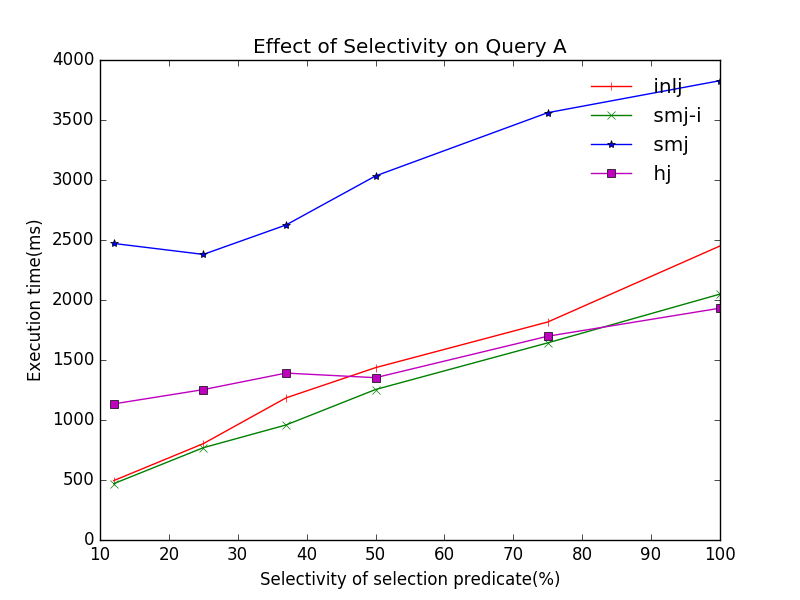 Effect of Selectivity on Query A
4000
3500
3000
2500
2000
1500
1000
500
0
Execution time(ms)
inlj
smj-i
smj
hj
10 20 30 40 50 60 70 80 90 100
Selectivity of selection predicate(%)